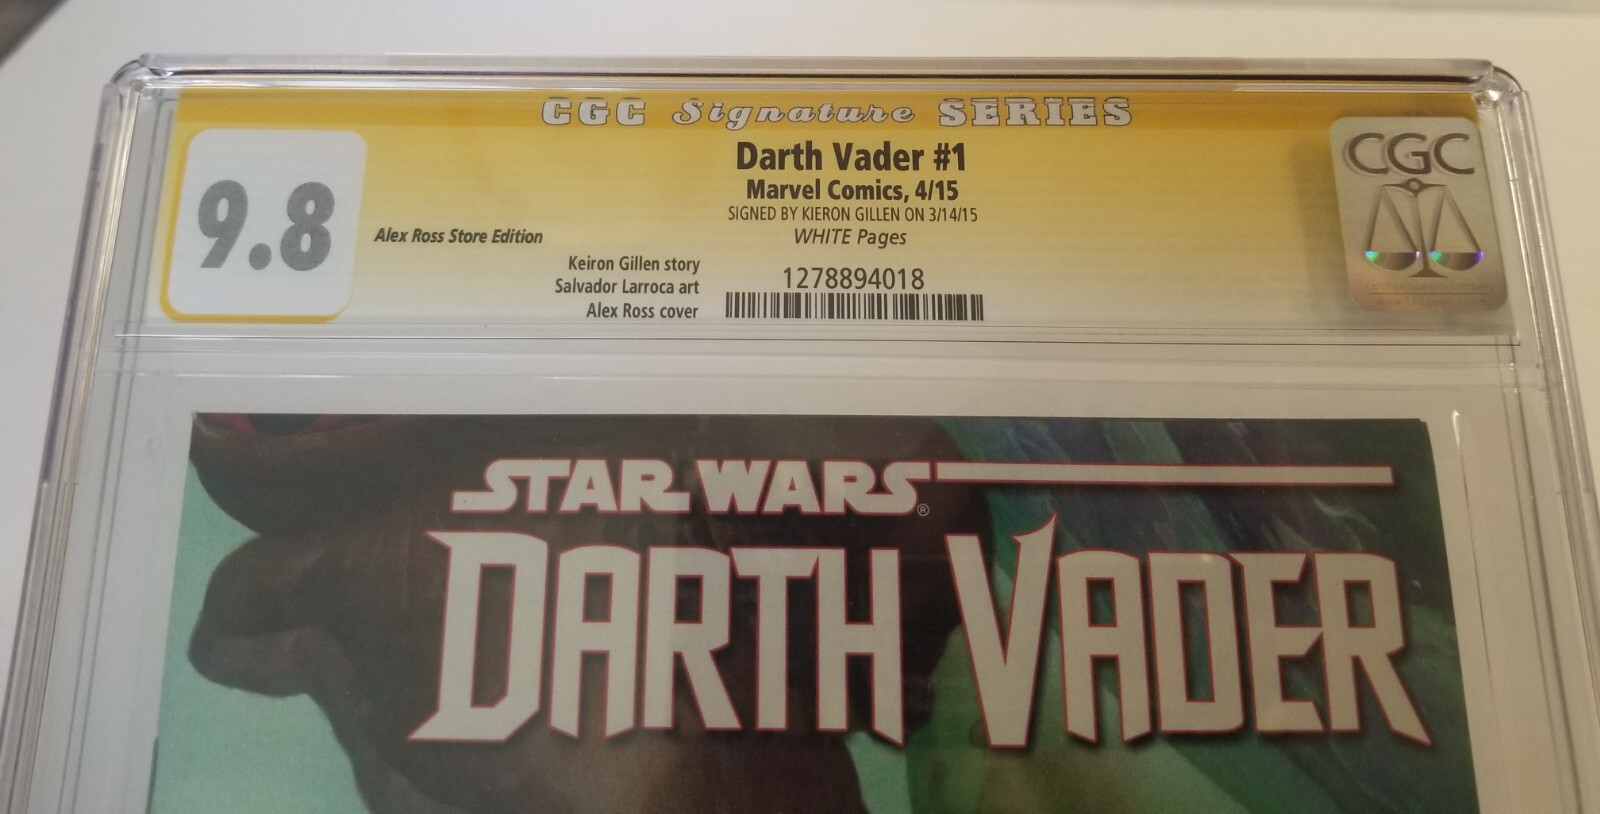 CGC Signature SERIES
9.8
Darth Vader #1
Marvel Comics, 4/15
SIGNED BY KIERON GILLEN ON 3/14/15
WHITE Pages
Alex Ross Store Edition
Keiron Gillen story
Salvador Larroca art
Alex Ross cover
1278894018
CGC
STAR WARS®
DARTH VADER